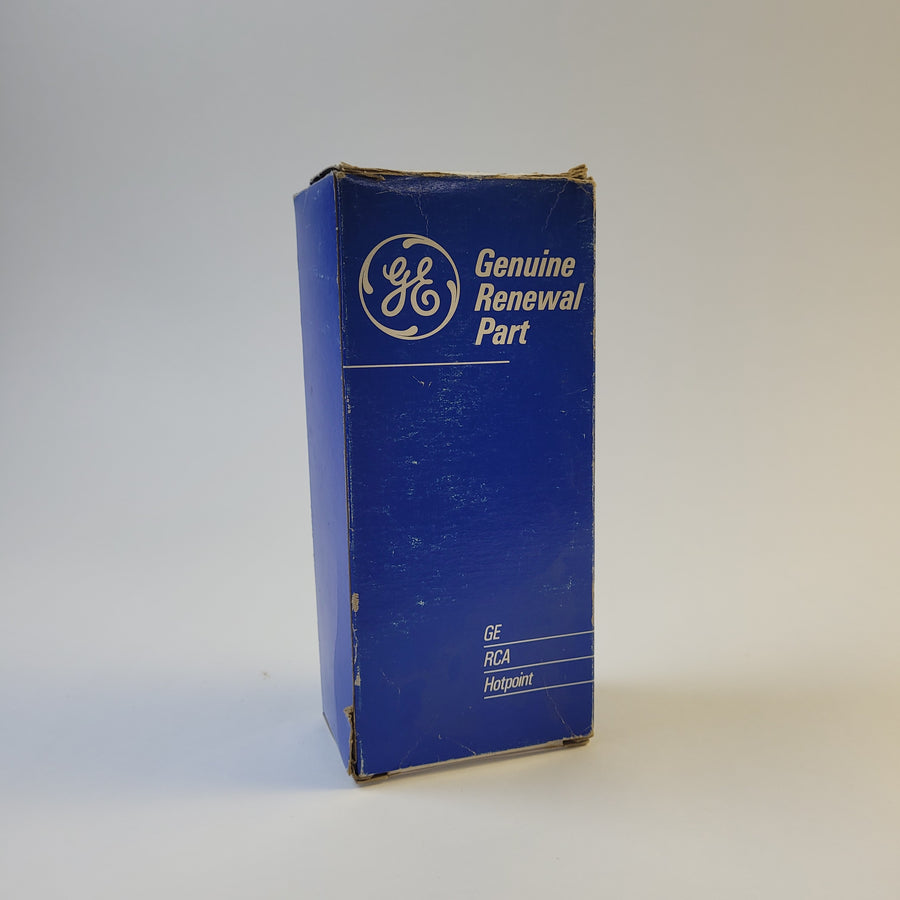 GE
Genuine
Renewal
Part
GE
RCA
Hotpoint